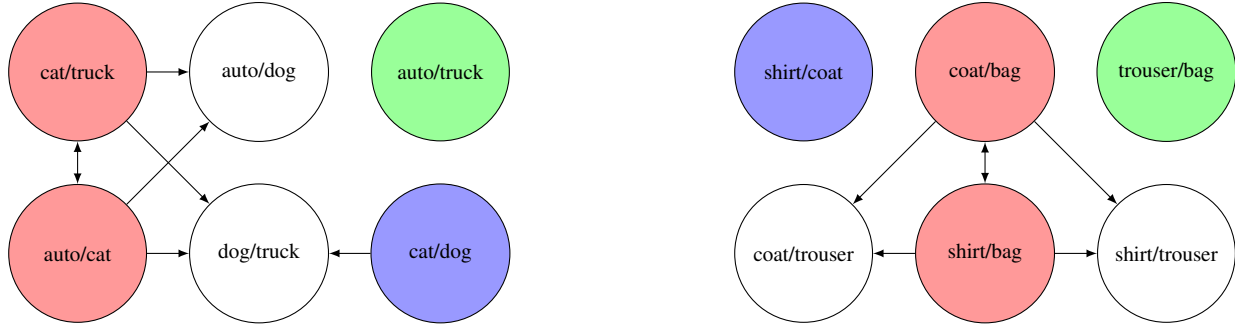 cat/truck
auto/dog
auto/truck
auto/cat
dog/truck
cat/dog
shirt/coat
coat/bag
trouser/bag
coat/trouser
shirt/bag
shirt/trouser